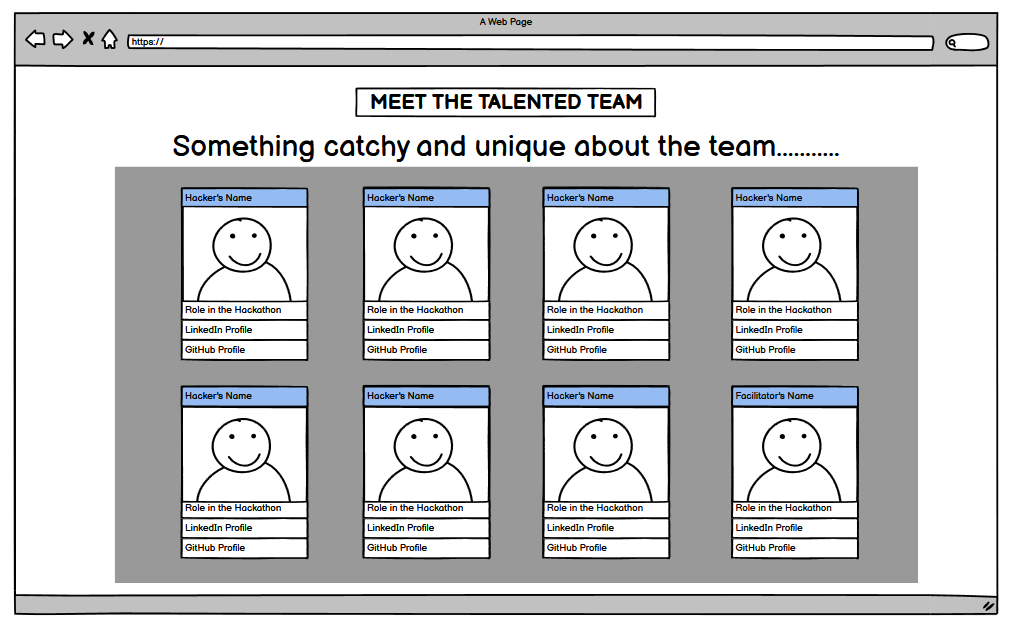 A Web Page
https://
MEET THE TALENTED TEAM
Something catchy and unique about the team...........
Hacker's Name
Role in the Hackathon
LinkedIn Profile
GitHub Profile
Hacker's Name
Role in the Hackathon
LinkedIn Profile
GitHub Profile
Hacker's Name
Role in the Hackathon
LinkedIn Profile
GitHub Profile
Hacker's Name
Role in the Hackathon
LinkedIn Profile
GitHub Profile
Hacker's Name
Role in the Hackathon
LinkedIn Profile
GitHub Profile
Hacker's Name
Role in the Hackathon
LinkedIn Profile
GitHub Profile
Hacker's Name
Role in the Hackathon
LinkedIn Profile
GitHub Profile
Facilitator's Name
Role in the Hackathon
LinkedIn Profile
GitHub Profile